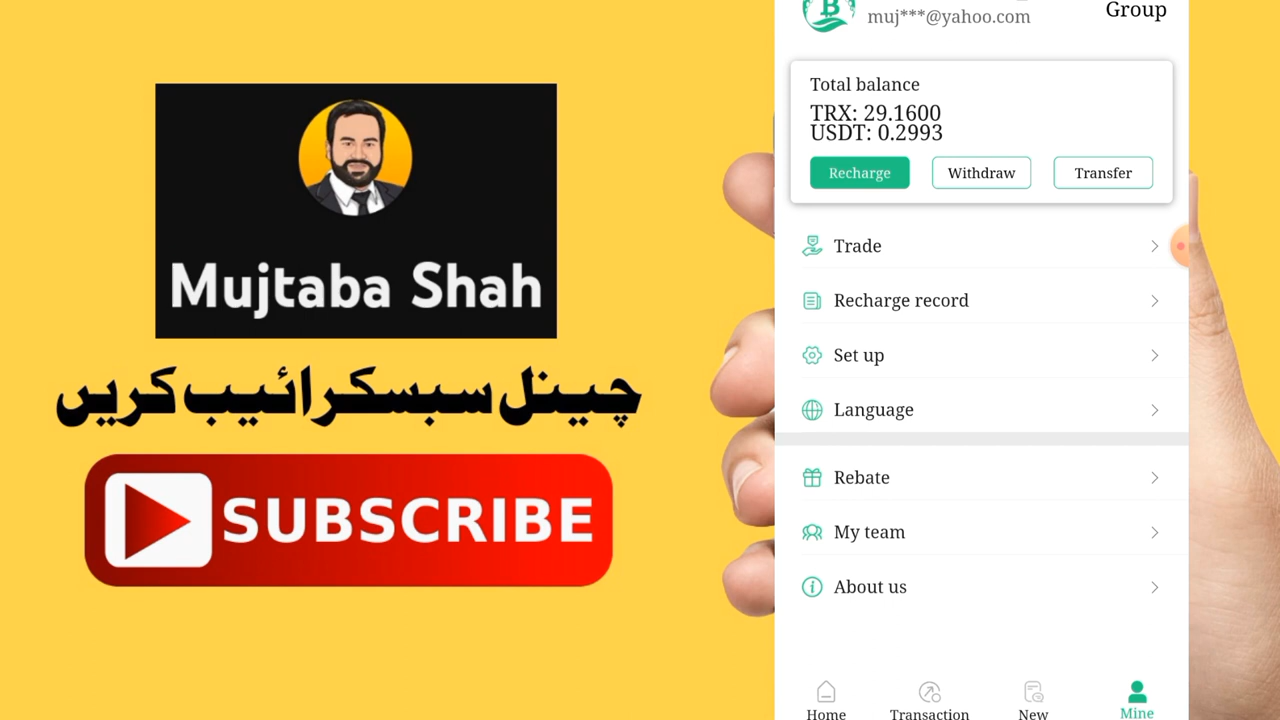 Mujtaba Shah
چینل سبسکرائیب کریں
SUBSCRIBE
muj***@yahoo.com
Group
Total balance
TRX: 29.1600
USDT: 0.2993
Recharge
Withdraw
Transfer
Trade
Recharge record
Set up
Language
Rebate
My team
About us
Home
Transaction
New
Mine